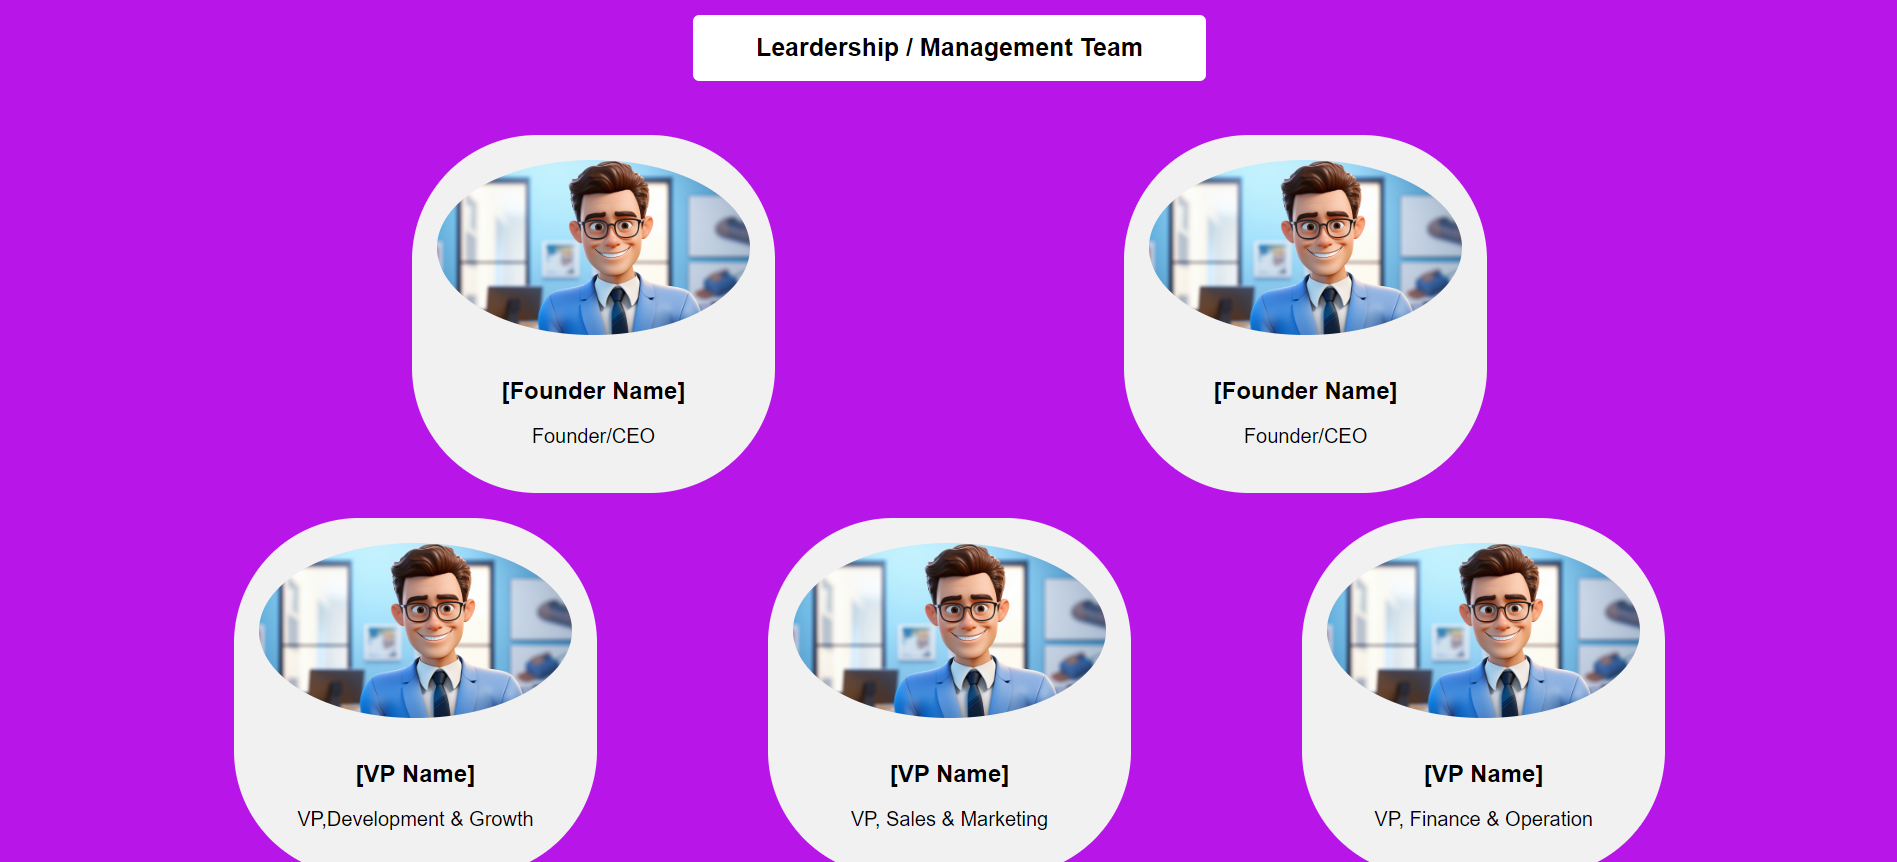 Leardership / Management Team
[Founder Name]
[Founder Name]
Founder/CEO
Founder/CEO
[VP Name]
[VP Name]
[VP Name]
VP,Development & Growth
VP, Sales & Marketing
VP, Finance & Operation